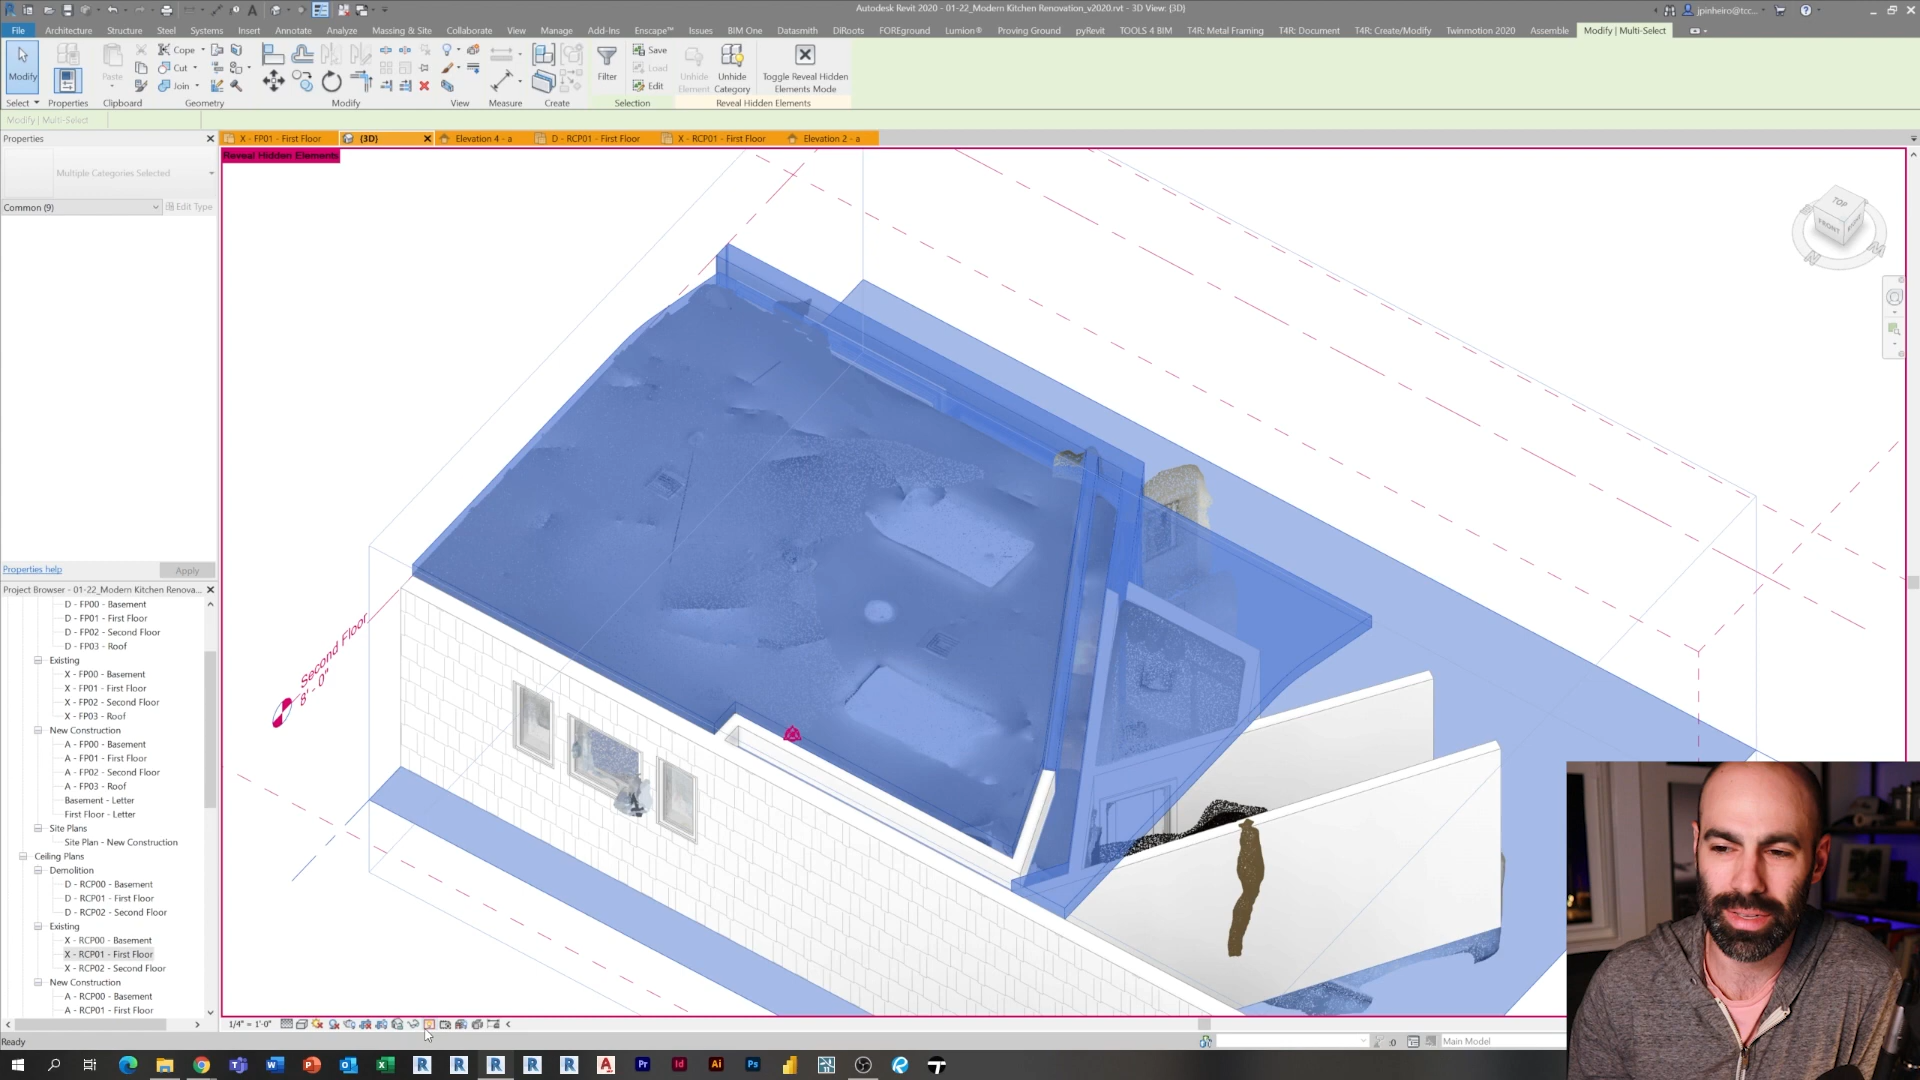 Autodesk Revit 2020 - 01-22_Modern Kitchen Renovation_v2020.rvt - 3D View: {3D}
jpinheiro@tcc...
File Architecture Structure Steel Systems Insert Annotate Analyze Massing & Site Collaborate View Manage Add-Ins Enscape™ Issues BIM One Datasmith DiRoots FOREground Lumion® Proving Ground pyRevit TOOLS 4 BIM T4R: Metal Framing T4R: Document T4R: Create/Modify Twinmotion 2020 Assemble Modify | Multi-Select
Cope
Save
Modify
Paste
Cut
Load
Filter
Unhide Element
Unhide Category
Toggle Reveal Hidden Elements Mode
Join
Edit
Select Properties Clipboard Geometry Modify View Measure Create Selection Reveal Hidden Elements
Modify | Multi-Select
Properties
X - FP01 - First Floor {3D} Elevation 4 - a D - RCP01 - First Floor X - RCP01 - First Floor Elevation 2 - a
Reveal Hidden Elements
Multiple Categories Selected
Common (9) Edit Type
TOP
FRONT
RIGHT
Second Floor
8' - 0"
Properties help Apply
Project Browser - 01-22_Modern Kitchen Renova...
D - FP00 - Basement
D - FP01 - First Floor
D - FP02 - Second Floor
D - FP03 - Roof
Existing
X - FP00 - Basement
X - FP01 - First Floor
X - FP02 - Second Floor
X - FP03 - Roof
New Construction
A - FP00 - Basement
A - FP01 - First Floor
A - FP02 - Second Floor
A - FP03 - Roof
Basement - Letter
First Floor - Letter
Site Plans
Site Plan - New Construction
Ceiling Plans
Demolition
D - RCP00 - Basement
D - RCP01 - First Floor
D - RCP02 - Second Floor
Existing
X - RCP00 - Basement
X - RCP01 - First Floor
X - RCP02 - Second Floor
New Construction
A - RCP00 - Basement
A - RCP01 - First Floor
1/4" = 1'-0"
Ready
:0
Main Model